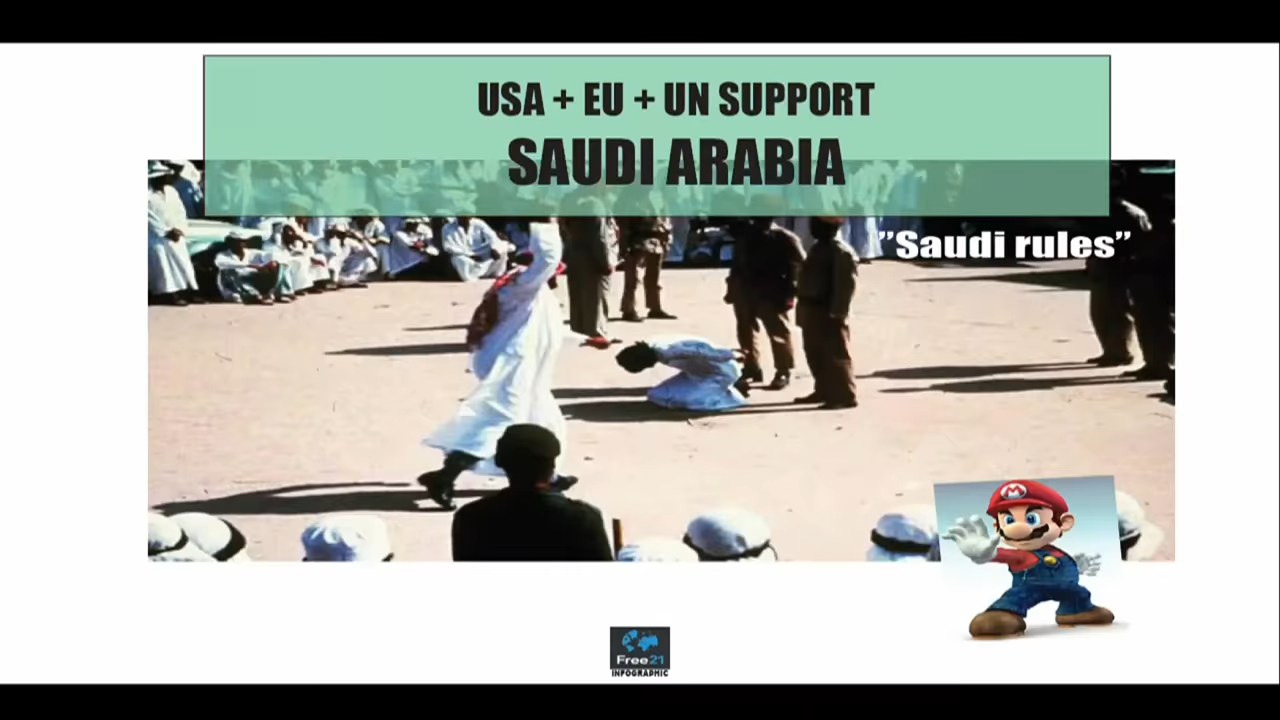 USA + EU + UN SUPPORT
SAUDI ARABIA
”Saudi rules”
M
Free21
INFOGRAPHIC